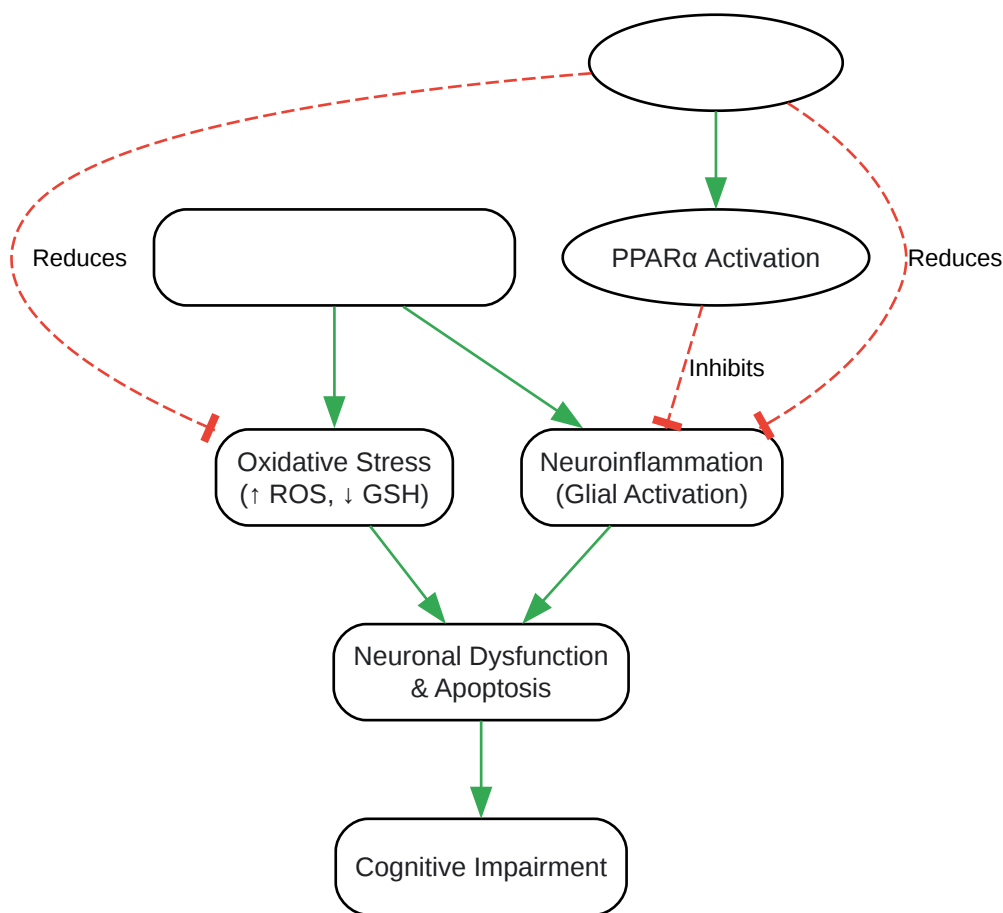 Reduces
PPARα Activation
Reduces
Inhibits
Oxidative Stress
(↑ ROS, ↓ GSH)
Neuroinflammation
(Glial Activation)
Neuronal Dysfunction
& Apoptosis
Cognitive Impairment